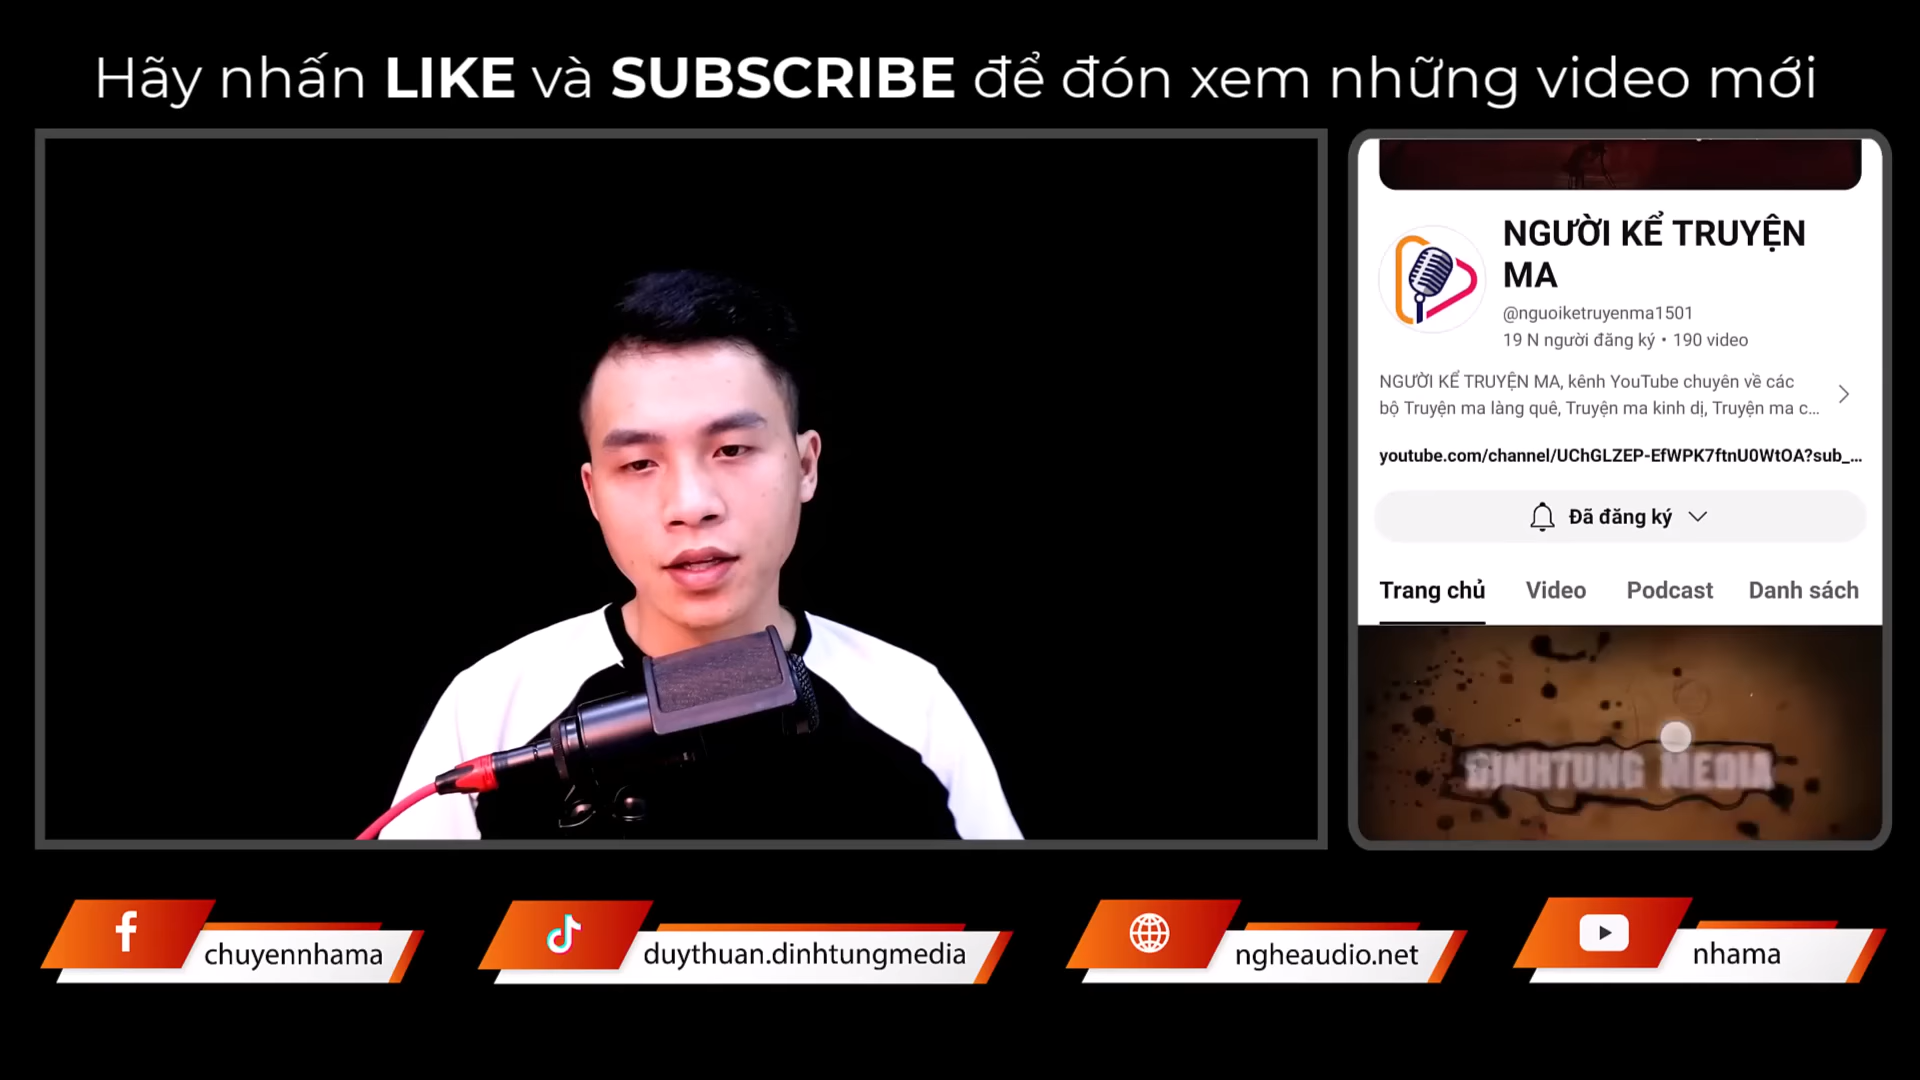 Hãy nhấn LIKE và SUBSCRIBE để đón xem những video mới
NGƯỜI KỂ TRUYỆN
MA
@nguoiketruyenma1501
19 N người đăng ký • 190 video
NGƯỜI KỂ TRUYỆN MA, kênh YouTube chuyên về các
bộ Truyện ma làng quê, Truyện ma kinh dị, Truyện ma c...
youtube.com/channel/UChGLZEP-EfWPK7ftnU0WtOA?sub_...
Đã đăng ký
Trang chủ Video Podcast Danh sách
DINHTUNG MEDIA
chuyennhama
duythuan.dinhtungmedia
ngheaudio.net
nhama